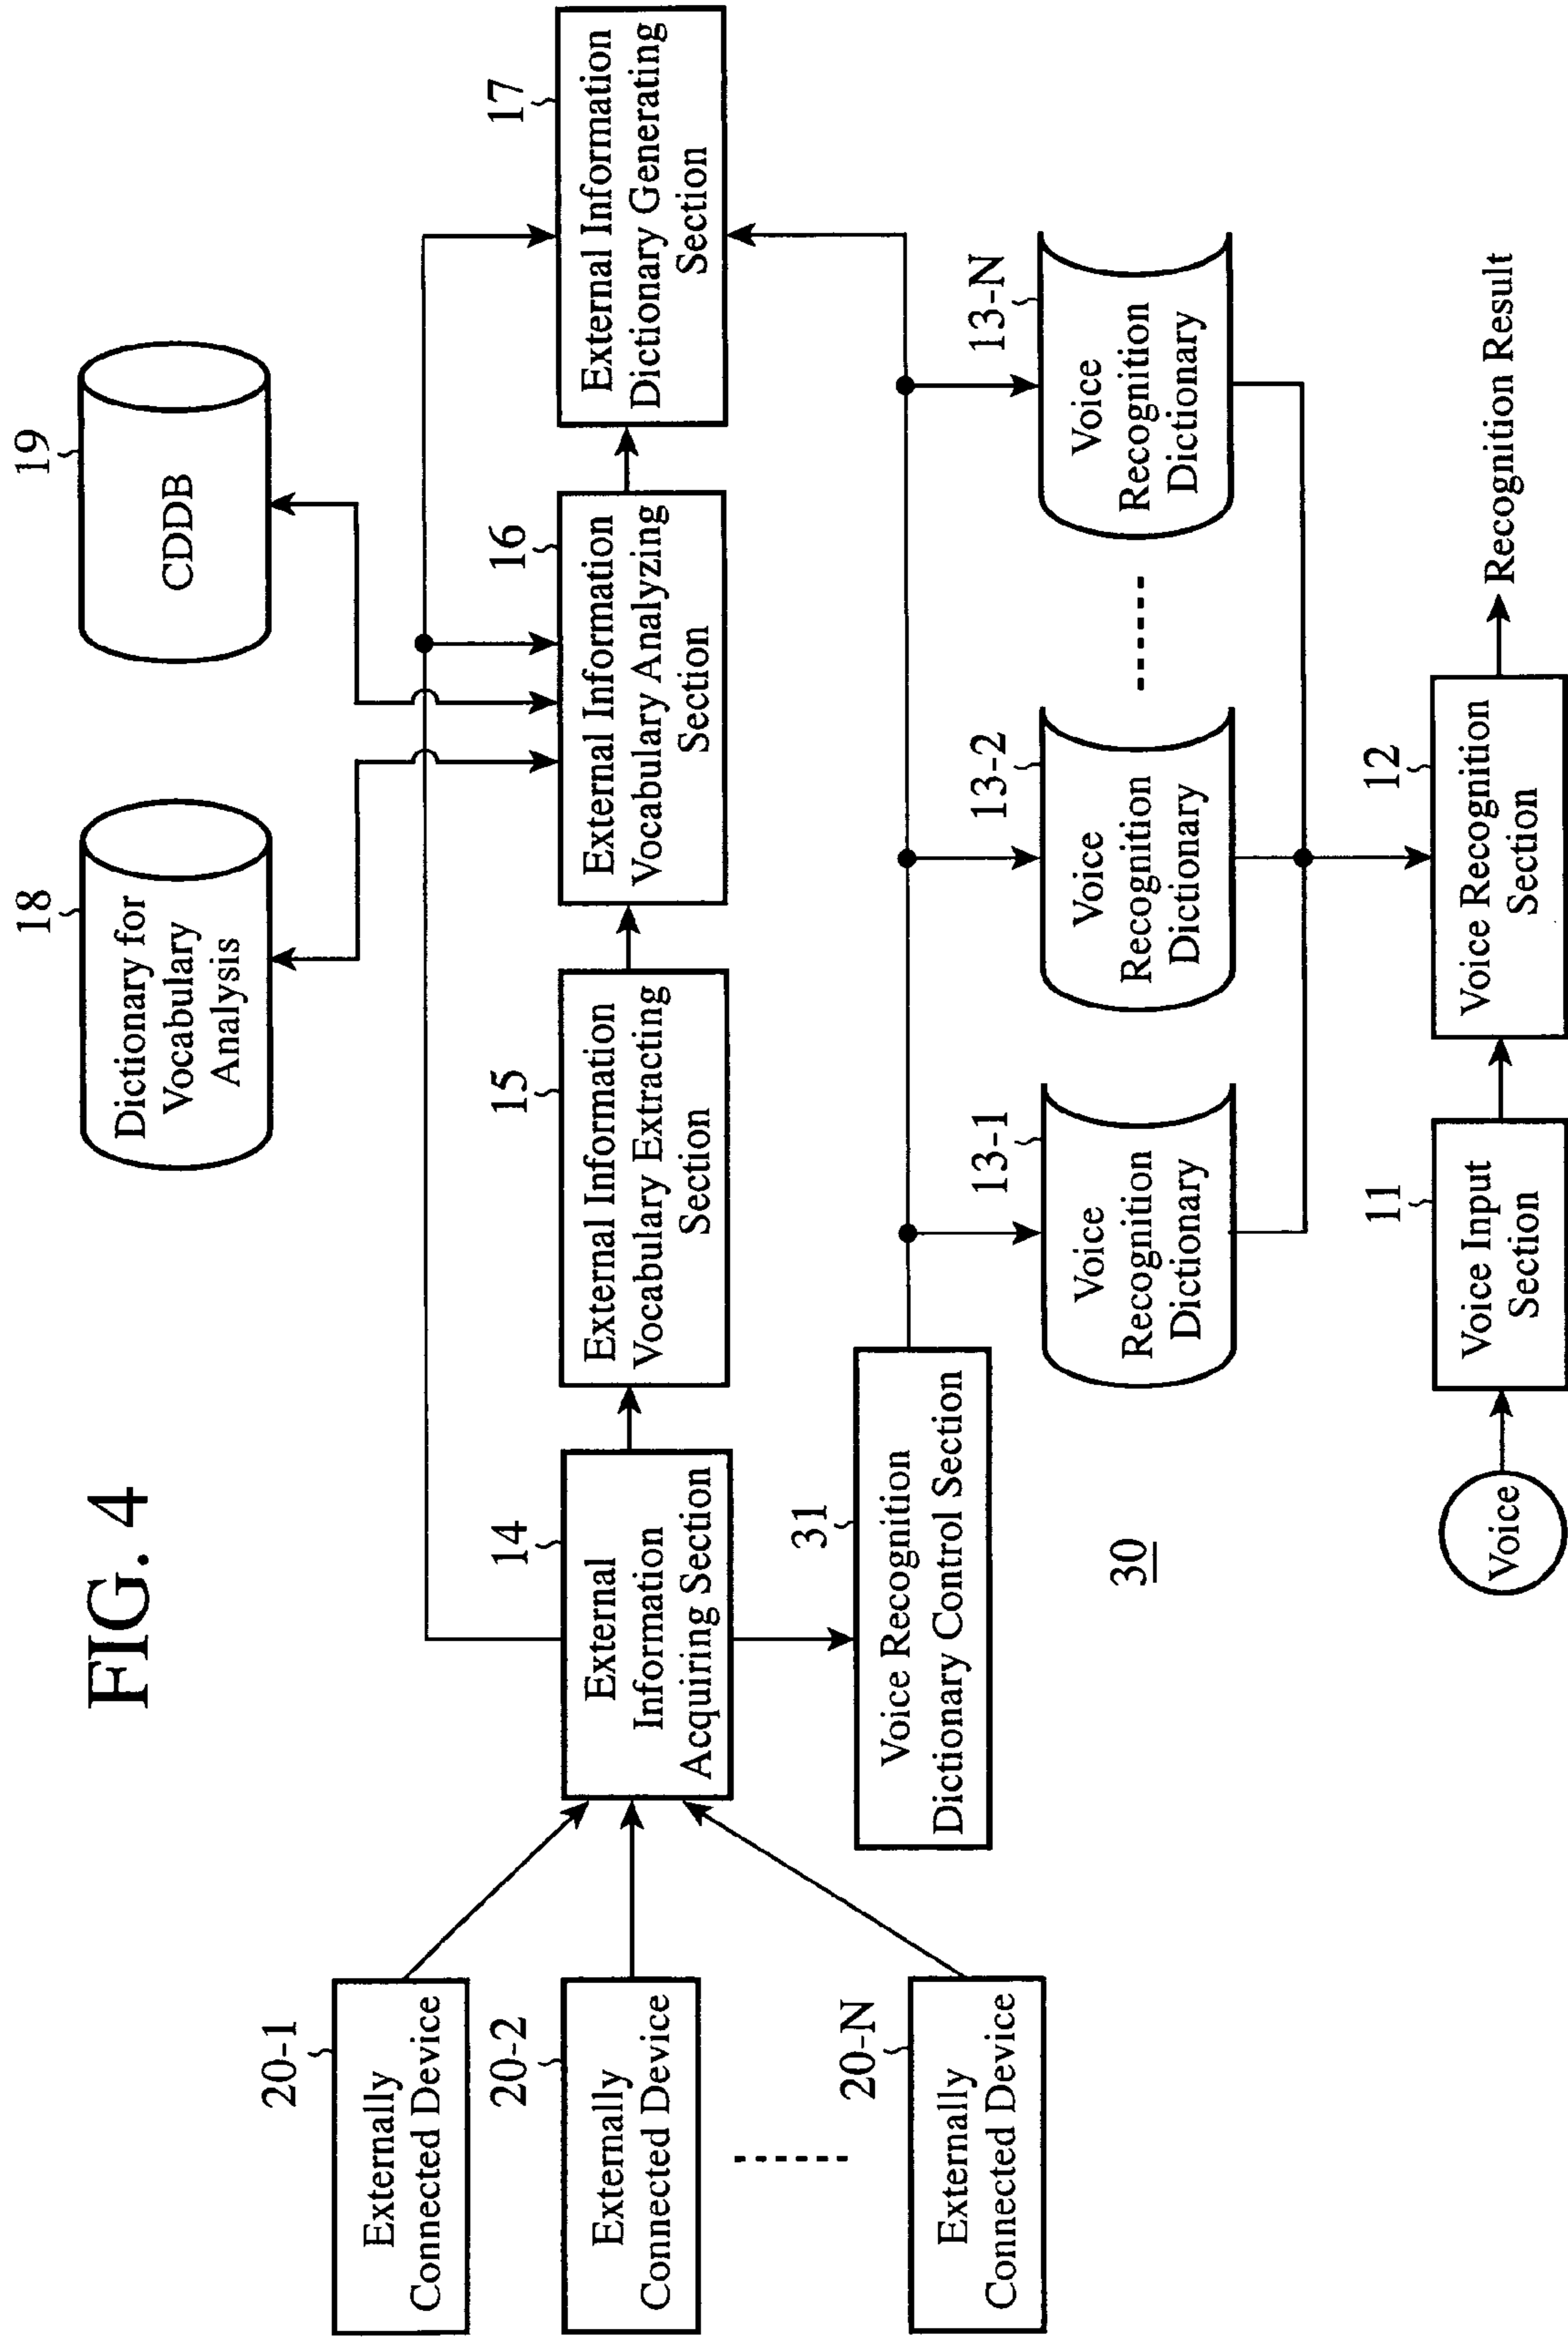 FIG. 4
18
Dictionary for
Vocabulary
Analysis
19
CDDB
20-1
Externally
Connected Device
20-2
Externally
Connected Device
20-N
Externally
Connected Device
14
External
Information
Acquiring Section
15
External Information
Vocabulary Extracting
Section
16
External Information
Vocabulary Analyzing
Section
17
External Information
Dictionary Generating
Section
31
Voice Recognition
Dictionary Control Section
13-1
Voice
Recognition
Dictionary
13-2
Voice
Recognition
Dictionary
13-N
Voice
Recognition
Dictionary
30
Voice
11
Voice Input
Section
12
Voice Recognition
Section
Recognition Result